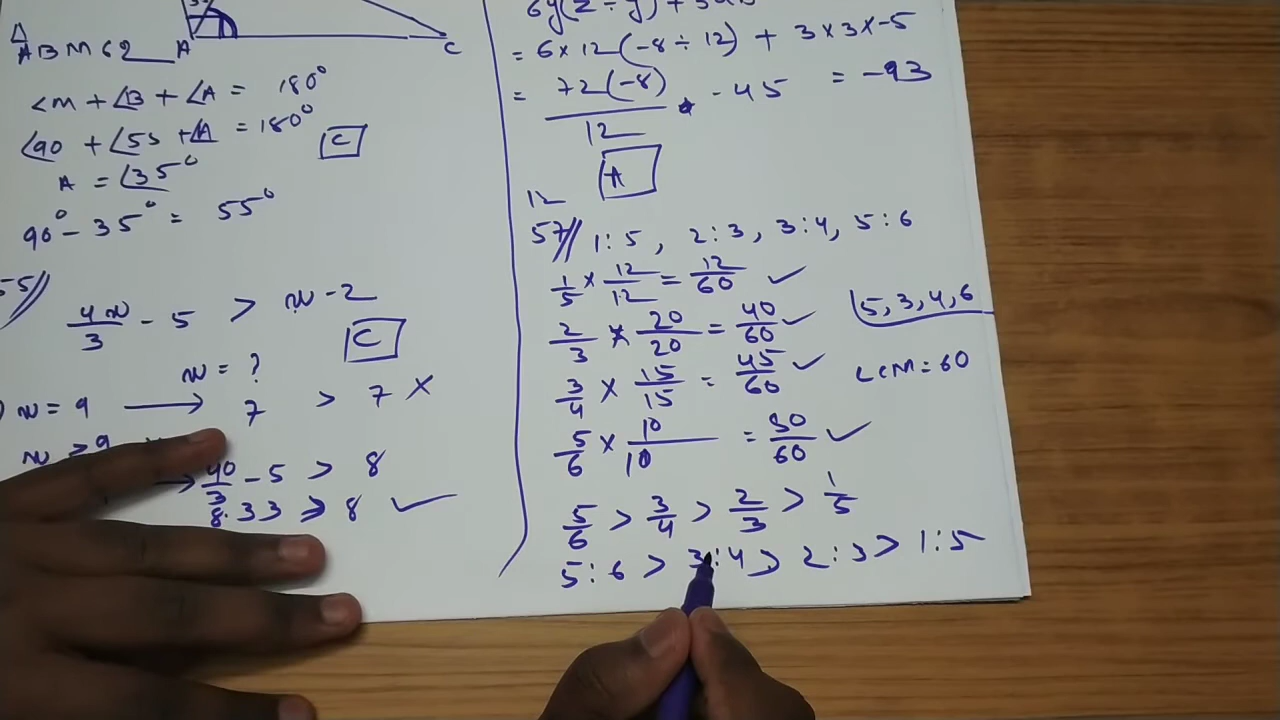 ABM62 A C
∠M + ∠B + ∠A = 180°
∠90 + ∠55 + ∠A = 180°
C
A = ∠35°
90° - 35° = 55°
55//
4x/3 - 5 > x - 2
C
x = ?
x = 9 → 7 > 7 ×
→ 40/3 - 5 > 8
8.33 > 8 ✓
= 6×12(-8÷12) + 3×3×-5
= 72(-8)/12 - 45 = -93
A
12
57// 1:5, 2:3, 3:4, 5:6
1/5 × 12/12 = 12/60 ✓
5, 3, 4, 6
2/3 × 20/20 = 40/60 ✓
3/4 × 15/15 = 45/60 ✓
LCM = 60
5/6 × 10/10 = 50/60 ✓
5/6 > 3/4 > 2/3 > 1/5
5:6 > 3:4 > 2:3 > 1:5